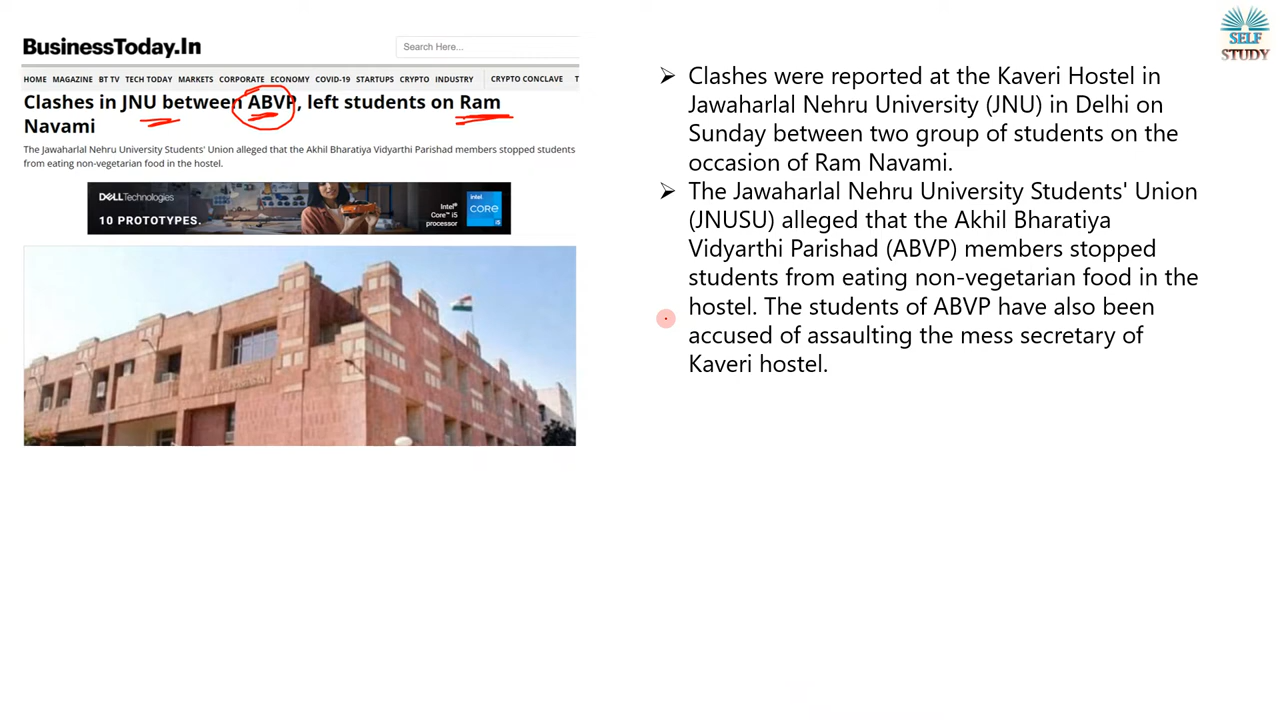 BusinessToday.In
Search Here...
HOME MAGAZINE BT TV TECH TODAY MARKETS CORPORATE ECONOMY COVID-19 STARTUPS CRYPTO INDUSTRY CRYPTO CONCLAVE T
Clashes in JNU between ABVP, left students on Ram
Navami
The Jawaharlal Nehru University Students' Union alleged that the Akhil Bharatiya Vidyarthi Parishad members stopped students
from eating non-vegetarian food in the hostel.
DELLTechnologies
10 PROTOTYPES.
Intel®
Core™ i5
processor
intel
CORE
i5
SELF
STUDY
➢ Clashes were reported at the Kaveri Hostel in
Jawaharlal Nehru University (JNU) in Delhi on
Sunday between two group of students on the
occasion of Ram Navami.
➢ The Jawaharlal Nehru University Students' Union
(JNUSU) alleged that the Akhil Bharatiya
Vidyarthi Parishad (ABVP) members stopped
students from eating non-vegetarian food in the
hostel. The students of ABVP have also been
accused of assaulting the mess secretary of
Kaveri hostel.